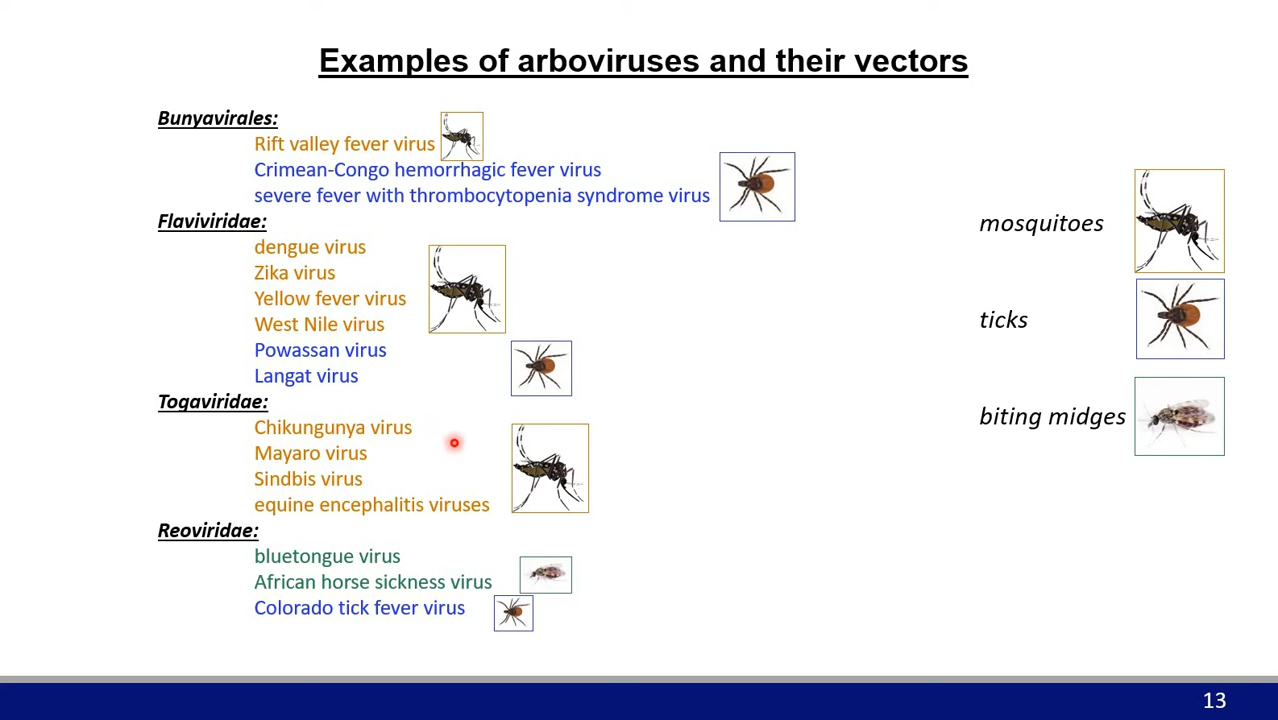 Examples of arboviruses and their vectors
Bunyavirales:
Rift valley fever virus
Crimean-Congo hemorrhagic fever virus
severe fever with thrombocytopenia syndrome virus
Flaviviridae:
dengue virus
Zika virus
Yellow fever virus
West Nile virus
Powassan virus
Langat virus
Togaviridae:
Chikungunya virus
Mayaro virus
Sindbis virus
equine encephalitis viruses
Reoviridae:
bluetongue virus
African horse sickness virus
Colorado tick fever virus
mosquitoes
ticks
biting midges
13